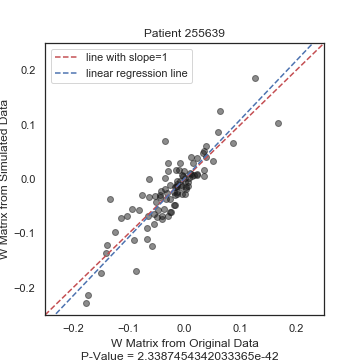 Patient 255639
line with slope=1
linear regression line
W Matrix from Simulated Data
0.2
0.1
0.0
−0.1
−0.2
−0.2
−0.1
0.0
0.1
0.2
W Matrix from Original Data
P-Value = 2.3387454342033365e-42